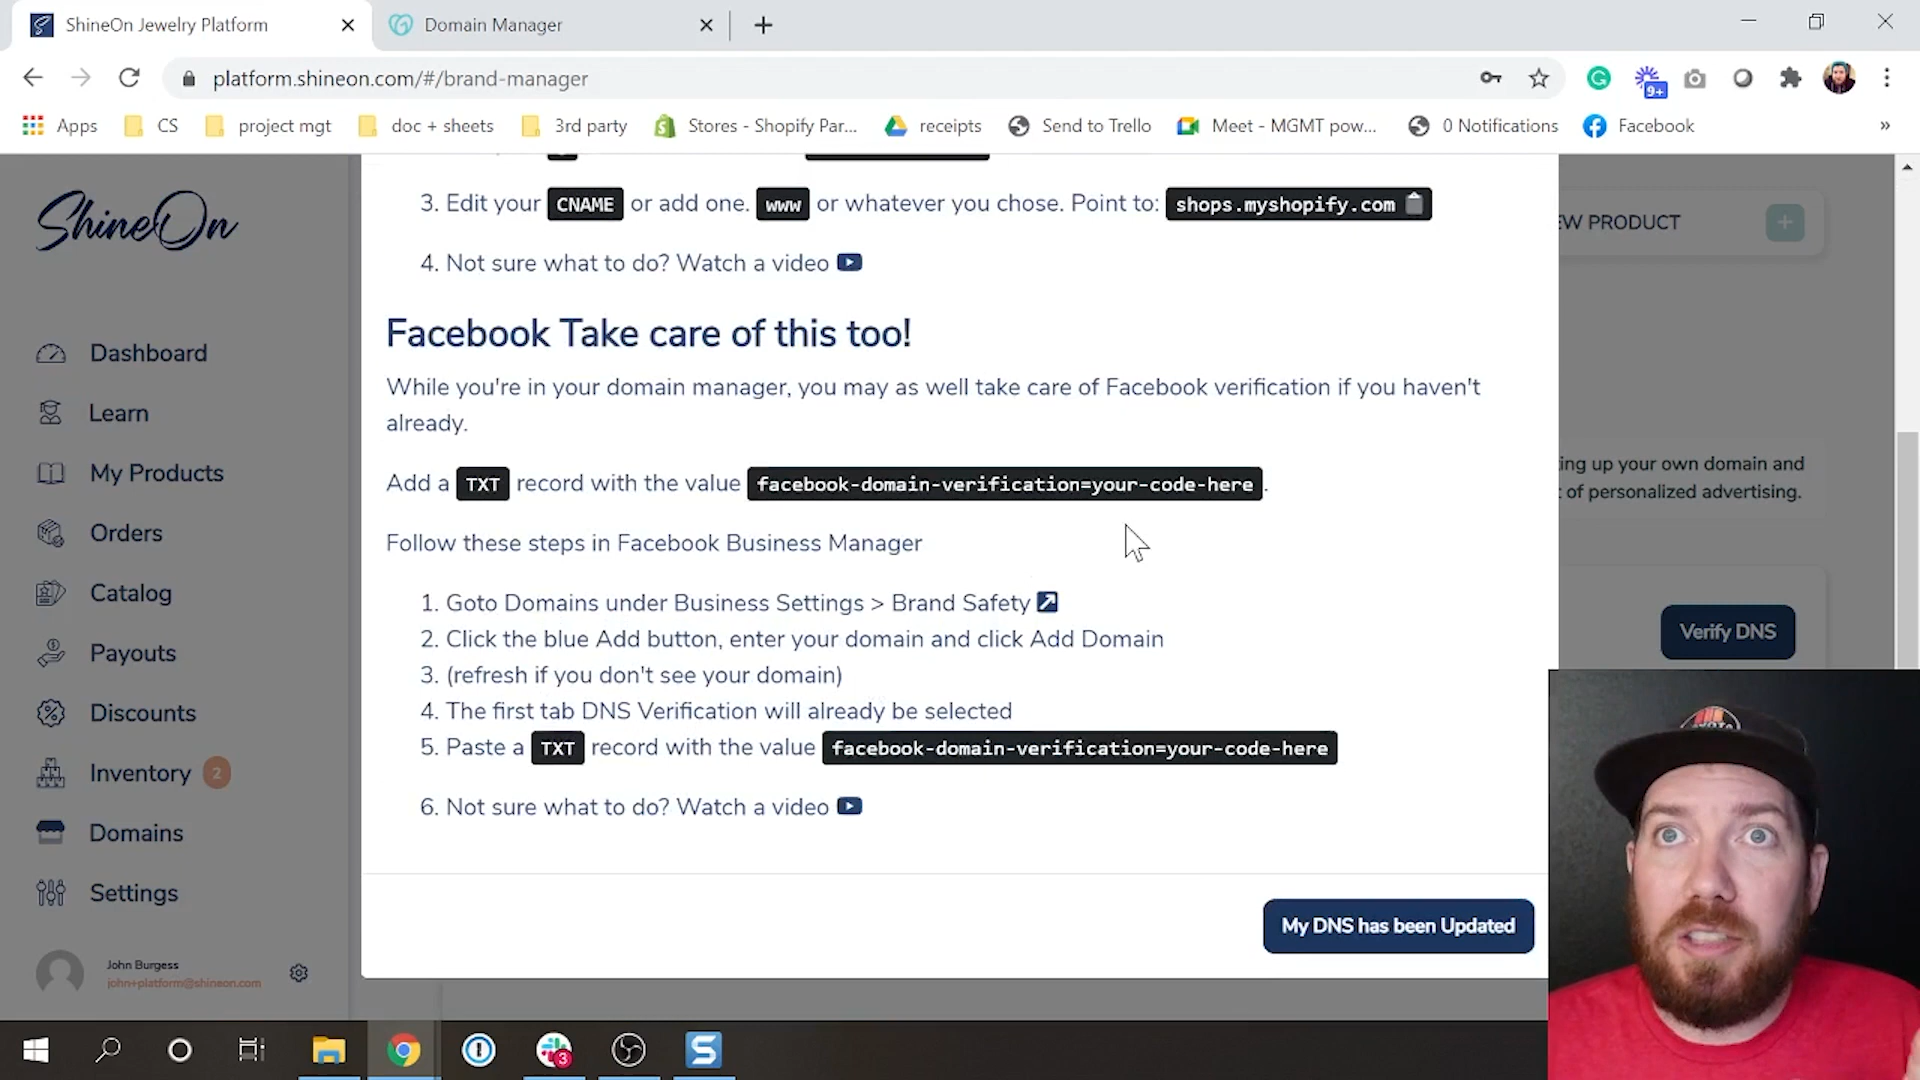 ShineOn Jewelry Platform
Domain Manager
platform.shineon.com/#/brand-manager
9+
Apps
CS
project mgt
doc + sheets
3rd party
Stores - Shopify Par...
receipts
Send to Trello
Meet - MGMT pow...
0 Notifications
Facebook
»
ShineOn
Dashboard
Learn
My Products
Orders
Catalog
Payouts
Discounts
Inventory 2
Domains
Settings
John Burgess
john+platform@shineon.com
3. Edit your CNAME or add one. www or whatever you chose. Point to: shops.myshopify.com
4. Not sure what to do? Watch a video
Facebook Take care of this too!
While you're in your domain manager, you may as well take care of Facebook verification if you haven't
already.
Add a TXT record with the value facebook-domain-verification=your-code-here.
Follow these steps in Facebook Business Manager
1. Goto Domains under Business Settings > Brand Safety
2. Click the blue Add button, enter your domain and click Add Domain
3. (refresh if you don't see your domain)
4. The first tab DNS Verification will already be selected
5. Paste a TXT record with the value facebook-domain-verification=your-code-here
6. Not sure what to do? Watch a video
My DNS has been Updated
PRODUCT
up your own domain and
of personalized advertising.
Verify DNS
3